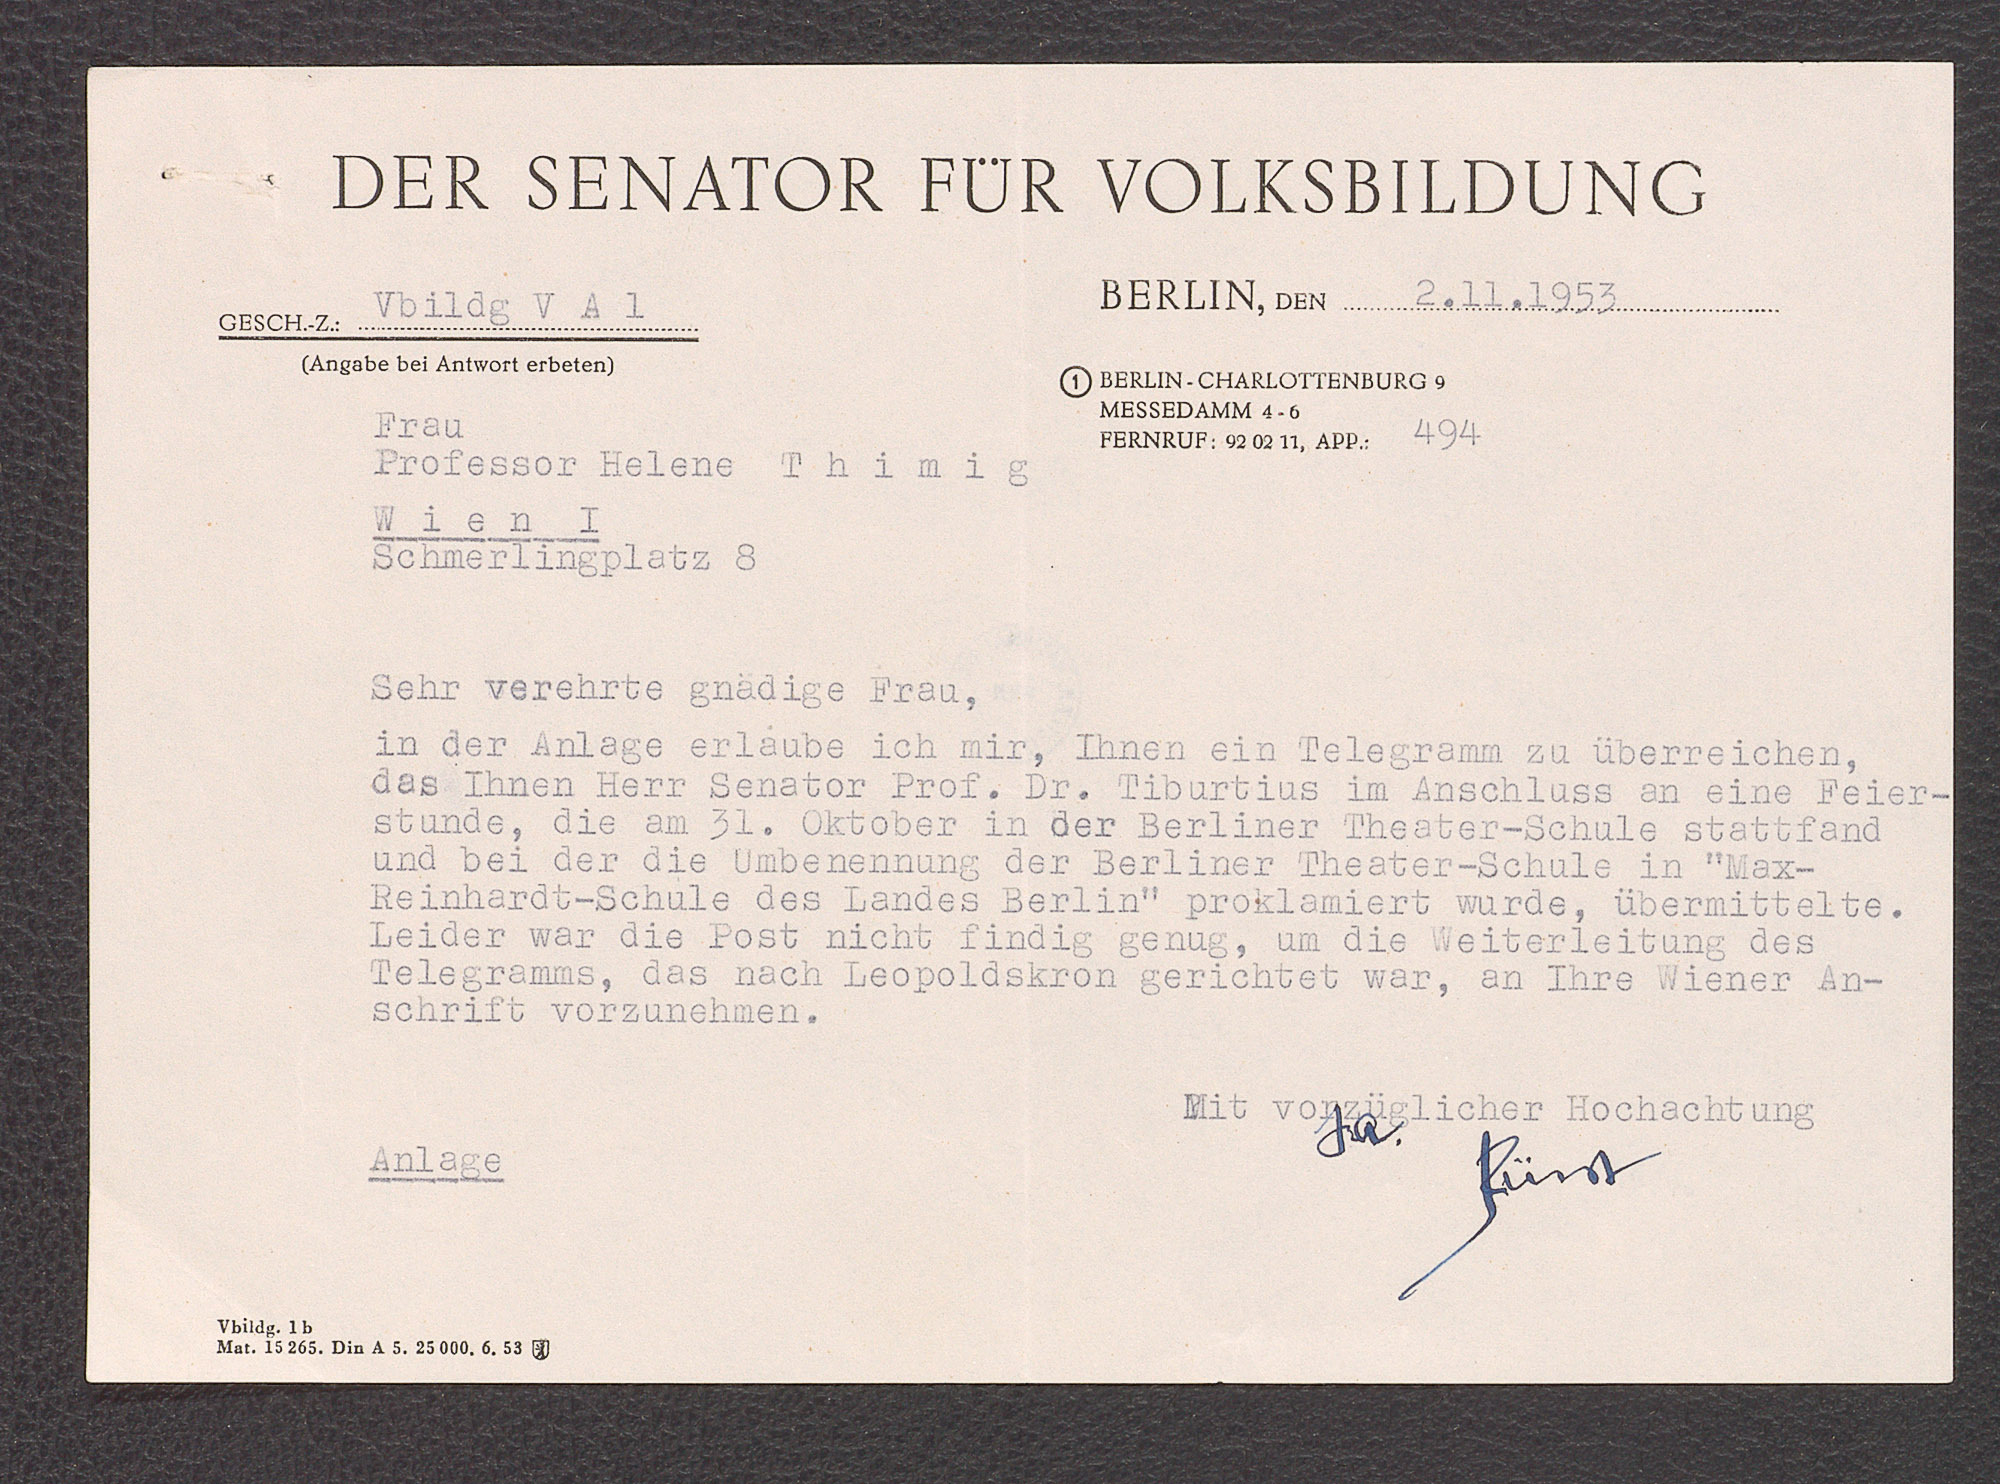 DER SENATOR FÜR VOLKSBILDUNG
GESCH.-Z.: Vbildg V A 1
(Angabe bei Antwort erbeten)
BERLIN, DEN 2.11.1953
① BERLIN-CHARLOTTENBURG 9
MESSEDAMM 4-6
FERNRUF: 92 02 11, APP.: 494
Frau
Professor Helene T h i m i g
W i e n I
Schmerlingplatz 8
Sehr verehrte gnädige Frau,
in der Anlage erlaube ich mir, Ihnen ein Telegramm zu überreichen,
das Ihnen Herr Senator Prof. Dr. Tiburtius im Anschluss an eine Feier-
stunde, die am 31. Oktober in der Berliner Theater-Schule stattfand
und bei der die Umbenennung der Berliner Theater-Schule in "Max-
Reinhardt-Schule des Landes Berlin" proklamiert wurde, übermittelte.
Leider war die Post nicht findig genug, um die Weiterleitung des
Telegramms, das nach Leopoldskron gerichtet war, an Ihre Wiener An-
schrift vorzunehmen.
Mit vorzüglicher Hochachtung
Anlage
Vbildg. 1b
Mat. 15265. Din A 5. 25000. 6. 53